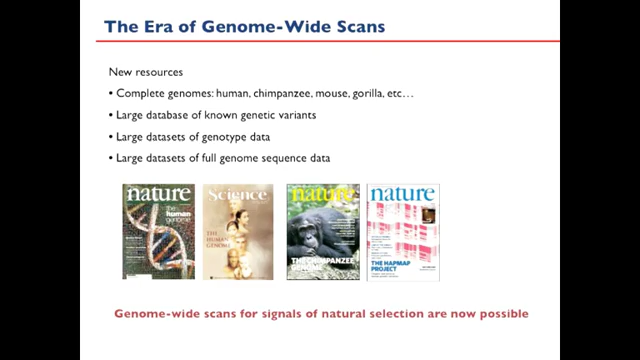 The Era of Genome-Wide Scans
New resources
• Complete genomes: human, chimpanzee, mouse, gorilla, etc…
• Large database of known genetic variants
• Large datasets of genotype data
• Large datasets of full genome sequence data
nature
the
human
genome
Science
THE
HUMAN
GENOME
nature
THE CHIMPANZEE
GENOME
nature
THE HAPMAP
PROJECT
Genome-wide scans for signals of natural selection are now possible